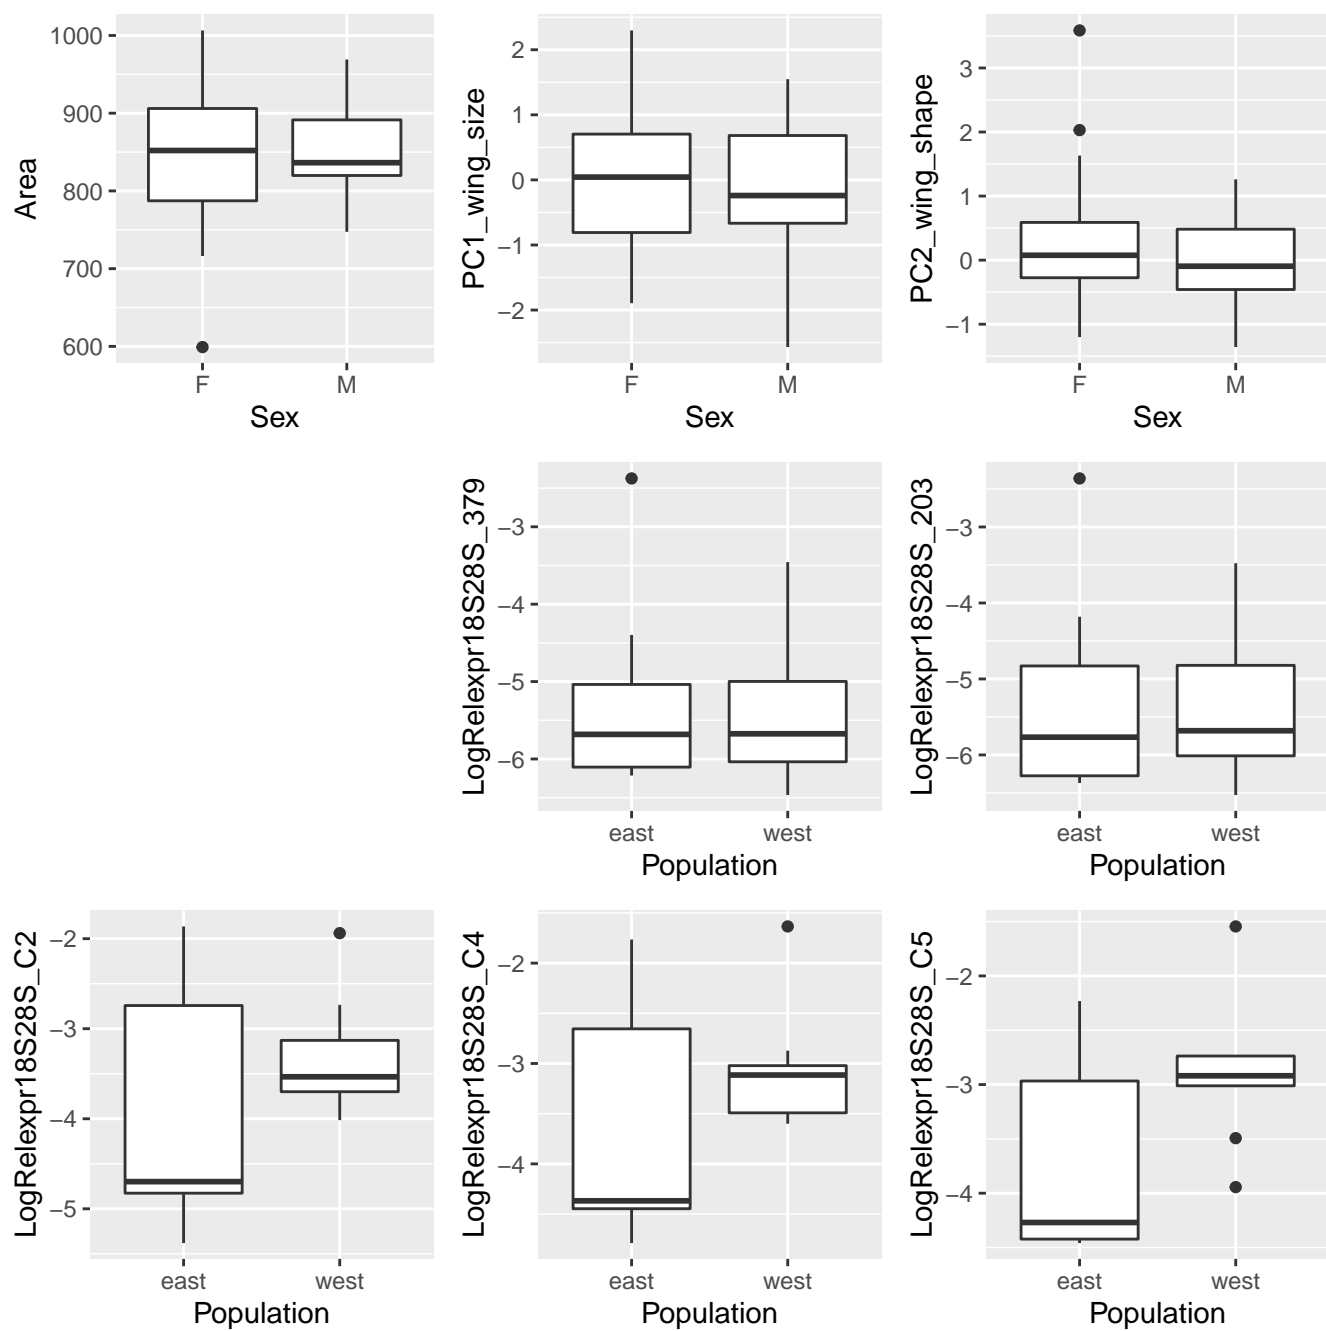 Area
1000
900
800
700
600
F M
Sex
PC1_wing_size
2
1
0
−1
−2
F M
Sex
PC2_wing_shape
3
2
1
0
−1
F M
Sex
LogRelexpr18S28S_379
−3
−4
−5
−6
east west
Population
LogRelexpr18S28S_203
−3
−4
−5
−6
east west
Population
LogRelexpr18S28S_C2
−2
−3
−4
−5
east west
Population
LogRelexpr18S28S_C4
−2
−3
−4
east west
Population
LogRelexpr18S28S_C5
−2
−3
−4
east west
Population